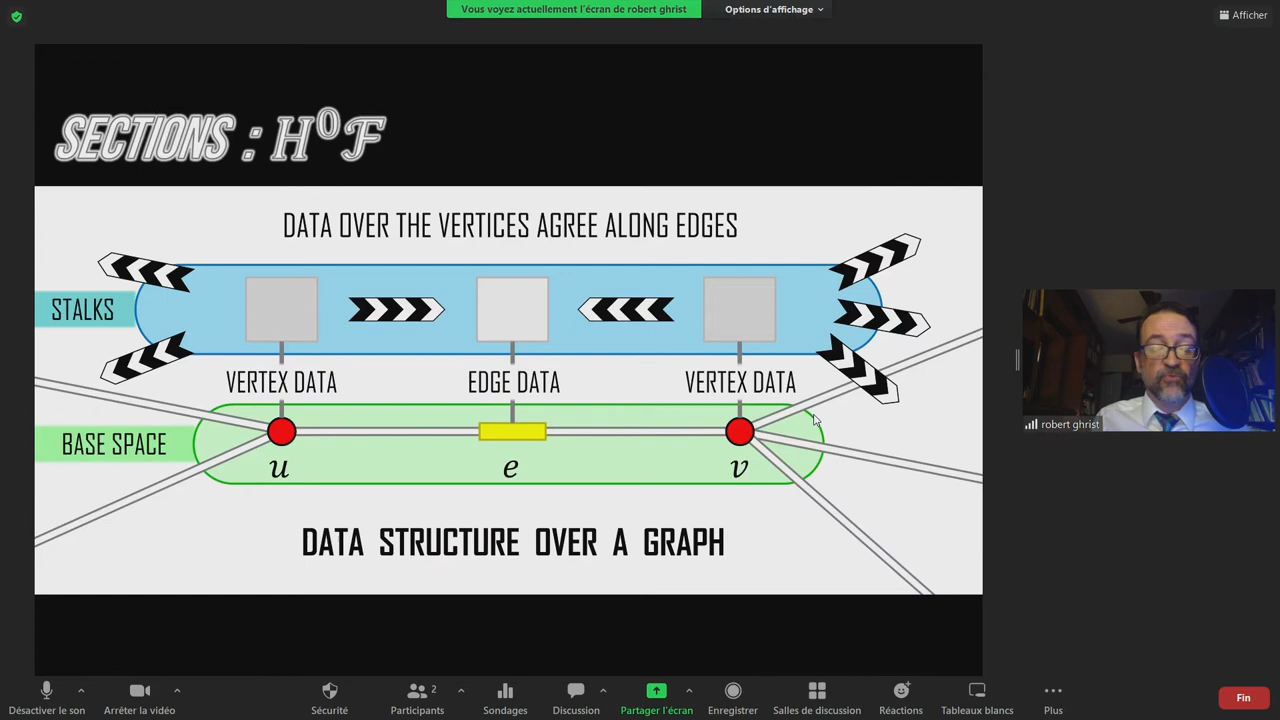 Vous voyez actuellement l'écran de robert ghrist
Options d'affichage
Afficher
SECTIONS : H⁰ℱ
DATA OVER THE VERTICES AGREE ALONG EDGES
STALKS
VERTEX DATA
EDGE DATA
VERTEX DATA
BASE SPACE
u
e
v
DATA STRUCTURE OVER A GRAPH
robert ghrist
Désactiver le son
Arrêter la vidéo
Sécurité
Participants
2
Sondages
Discussion
Partager l'écran
Enregistrer
Salles de discussion
Réactions
Tableaux blancs
Plus
Fin